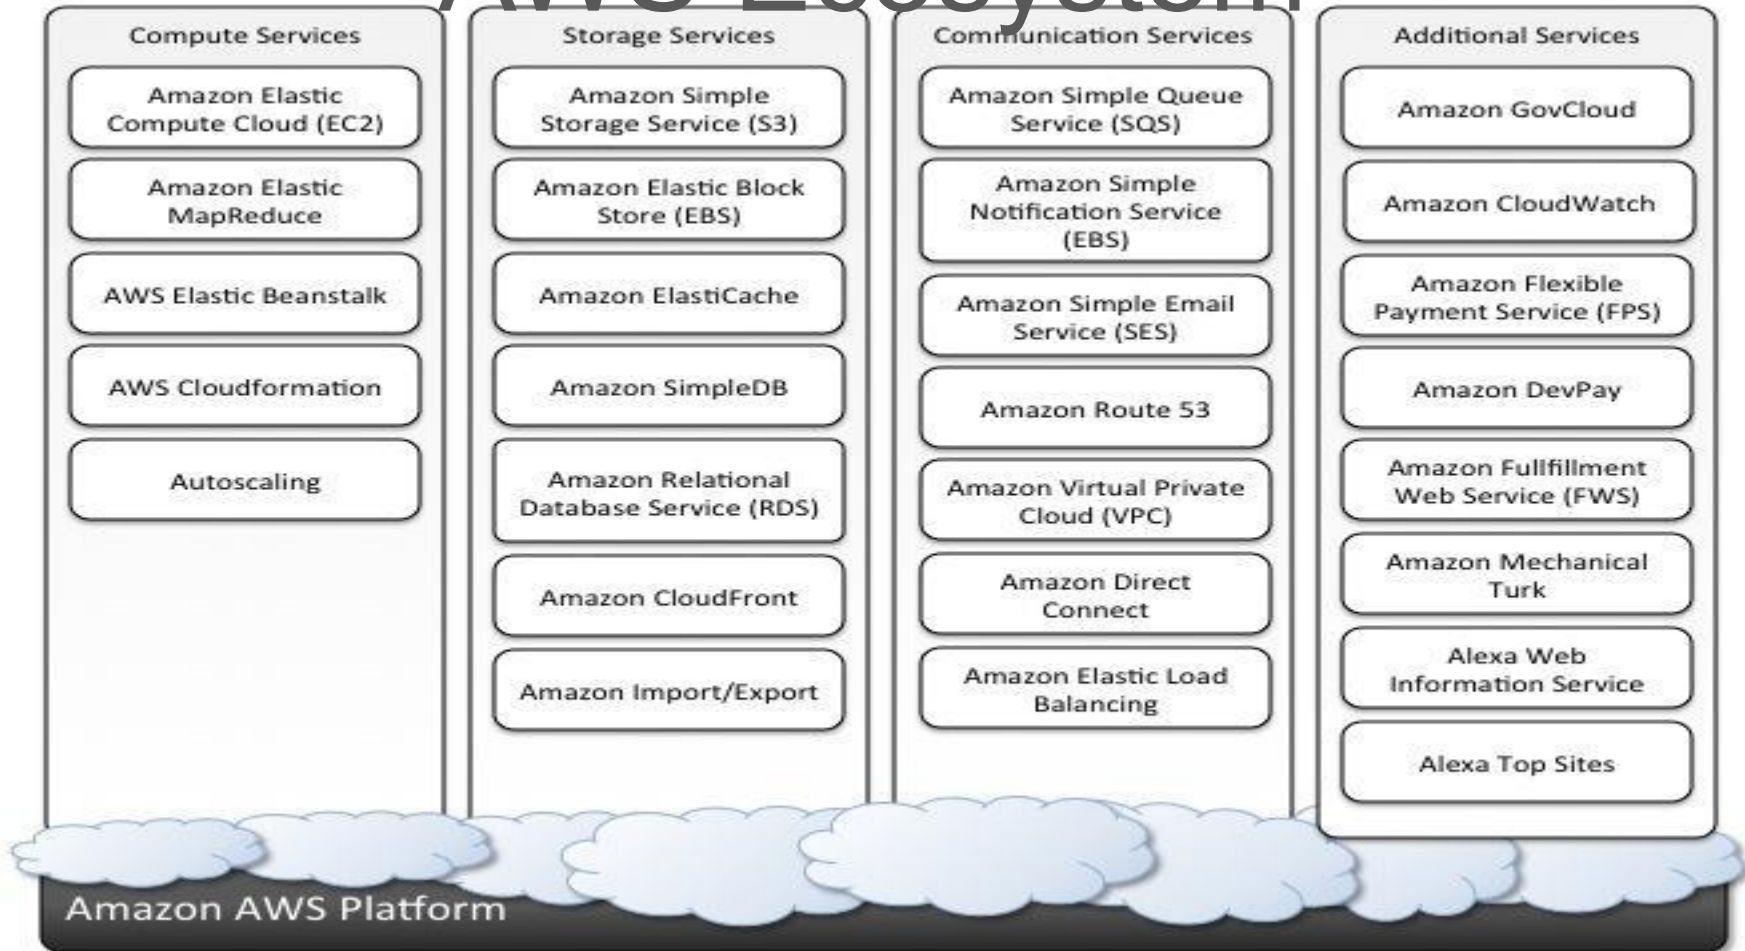 AWS Ecosystem
Compute Services
Amazon Elastic
Compute Cloud (EC2)
Amazon Elastic
MapReduce
AWS Elastic Beanstalk
AWS Cloudformation
Autoscaling
Storage Services
Amazon Simple
Storage Service (S3)
Amazon Elastic Block
Store (EBS)
Amazon ElastiCache
Amazon SimpleDB
Amazon Relational
Database Service (RDS)
Amazon CloudFront
Amazon Import/Export
Communication Services
Amazon Simple Queue
Service (SQS)
Amazon Simple
Notification Service
(EBS)
Amazon Simple Email
Service (SES)
Amazon Route 53
Amazon Virtual Private
Cloud (VPC)
Amazon Direct
Connect
Amazon Elastic Load
Balancing
Additional Services
Amazon GovCloud
Amazon CloudWatch
Amazon Flexible
Payment Service (FPS)
Amazon DevPay
Amazon Fullfillment
Web Service (FWS)
Amazon Mechanical
Turk
Alexa Web
Information Service
Alexa Top Sites
Amazon AWS Platform